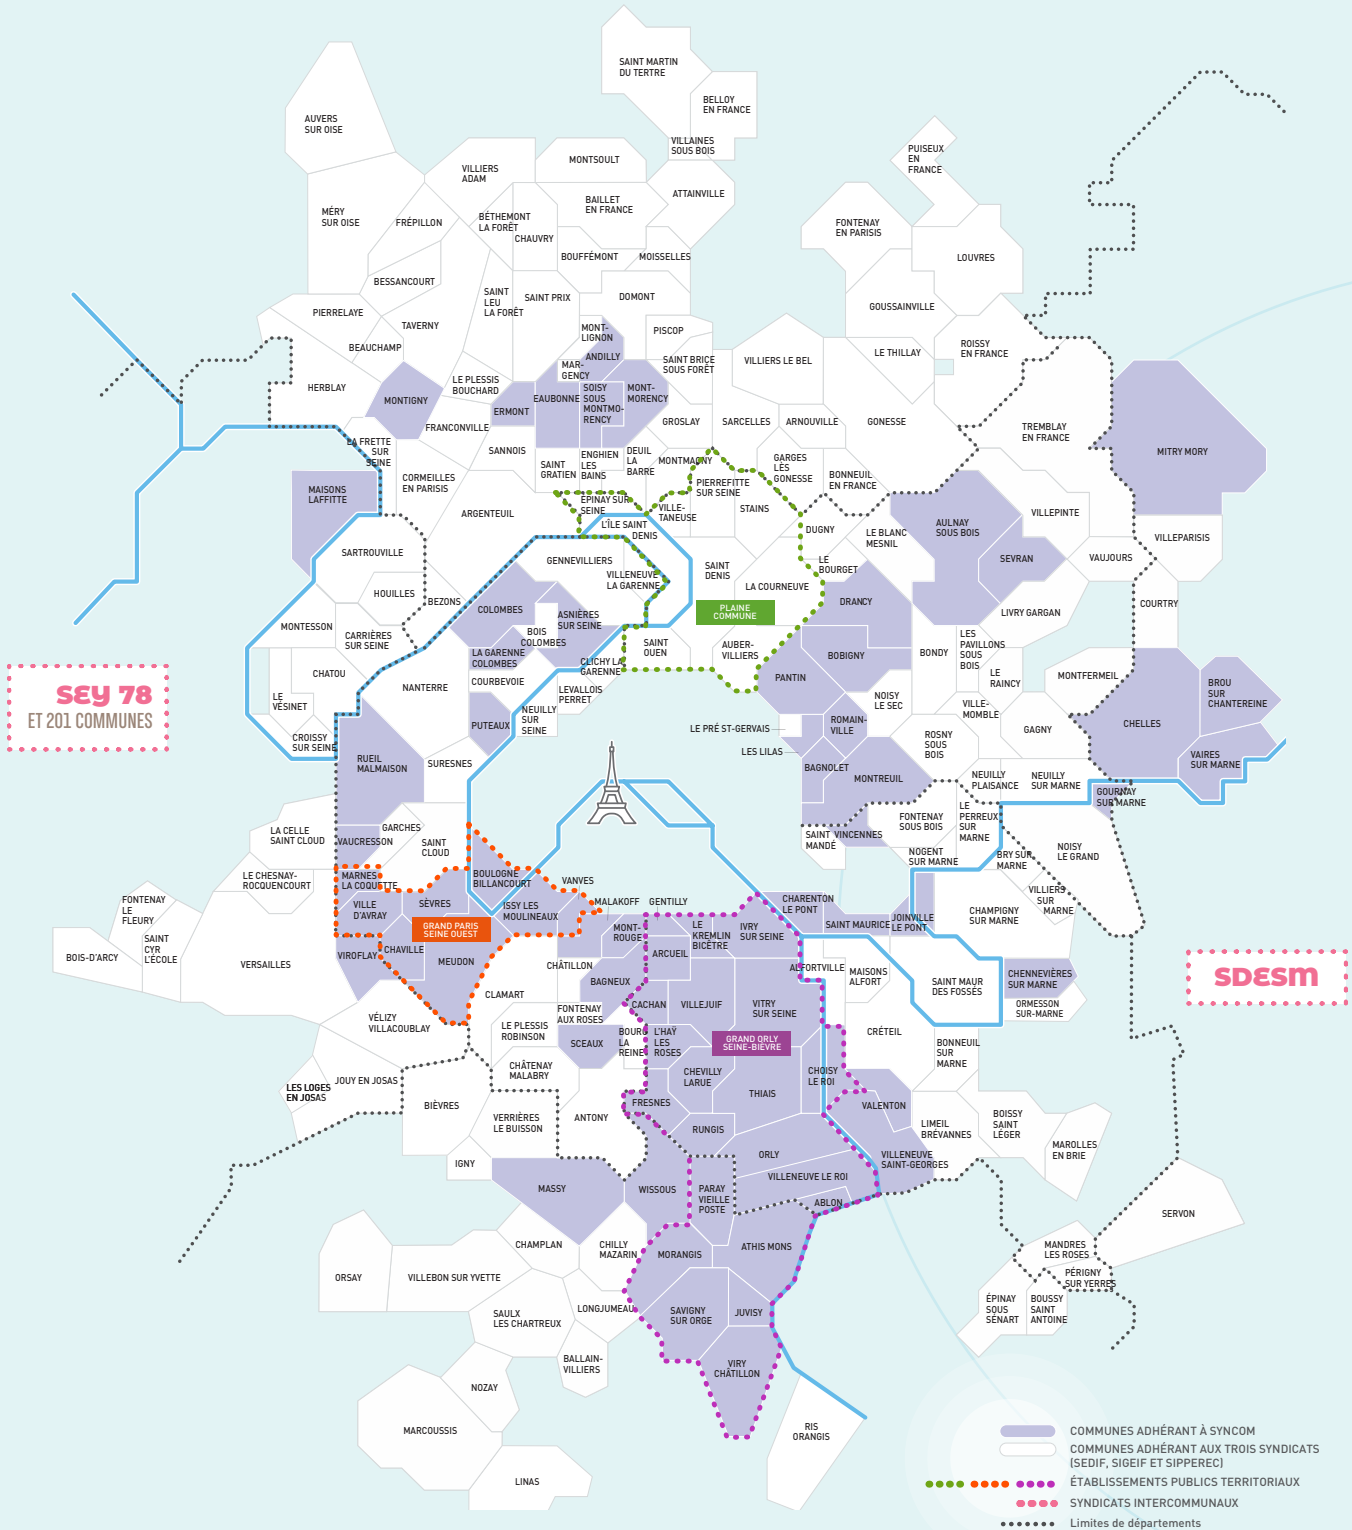 SAINT MARTIN
DU TERTRE
BELLOY
EN FRANCE
AUVERS
SUR OISE
VILLAINES
SOUS BOIS
MONTSOULT
VILLIERS
ADAM
PUISEUX
EN
FRANCE
ATTAINVILLE
BAILLET
EN FRANCE
MÉRY
SUR OISE
FRÉPILLON
BÉTHEMONT
LA FORÊT
CHAUVRY
FONTENAY
EN PARISIS
BOUFFÉMONT
MOISSELLES
LOUVRES
BESSANCOURT
SAINT
LEU
LA FORÊT
SAINT PRIX
DOMONT
GOUSSAINVILLE
PIERRELAYE
TAVERNY
MONT-
LIGNON
PISCOP
BEAUCHAMP
ANDILLY
SAINT BRICE
SOUS FORÊT
VILLIERS LE BEL
LE THILLAY
ROISSY
EN FRANCE
MAR-
GENCY
HERBLAY
LE PLESSIS
BOUCHARD
MONTIGNY
ERMONT
EAUBONNE
SOISY
SOUS
MONTMO-
RENCY
MONT-
MORENCY
FRANCONVILLE
GROSLAY
SARCELLES
ARNOUVILLE
GONESSE
TREMBLAY
EN FRANCE
MITRY MORY
LA FRETTE
SUR
SEINE
SANNOIS
SAINT
GRATIEN
ENGHIEN
LES
BAINS
DEUIL
LA
BARRE
MONTMAGNY
GARGES
LÈS
GONESSE
BONNEUIL
EN FRANCE
CORMEILLES
EN PARISIS
MAISONS
LAFFITTE
PIERREFITTE
SUR SEINE
ARGENTEUIL
ÉPINAY SUR
SEINE
VILLE-
TANEUSE
STAINS
L'ÎLE SAINT
DENIS
DUGNY
LE BLANC
MESNIL
AULNAY
SOUS BOIS
VILLEPINTE
VILLEPARISIS
SARTROUVILLE
GENNEVILLIERS
SEVRAN
VAUJOURS
SAINT
DENIS
LE
BOURGET
VILLENEUVE
LA GARENNE
LA COURNEUVE
HOUILLES
BEZONS
COLOMBES
ASNIÈRES
SUR SEINE
PLAINE
COMMUNE
DRANCY
LIVRY GARGAN
COURTRY
MONTESSON
CARRIÈRES
SUR SEINE
BOIS
COLOMBES
SAINT
OUEN
AUBER-
VILLIERS
BOBIGNY
BONDY
LES
PAVILLONS
SOUS
BOIS
LA GARENNE
COLOMBES
CLICHY LA
GARENNE
CHATOU
NANTERRE
COURBEVOIE
LEVALLOIS
PERRET
PANTIN
LE
RAINCY
MONTFERMEIL
SEY 78
ET 201 COMMUNES
LE
VÉSINET
NOISY
LE SEC
VILLE-
MOMBLE
BROU
SUR
CHANTEREINE
CHELLES
PUTEAUX
NEUILLY
SUR
SEINE
LE PRÉ ST-GERVAIS
ROMAIN-
VILLE
GAGNY
CROISSY
SUR SEINE
ROSNY
SOUS
BOIS
LES LILAS
RUEIL
MALMAISON
SURESNES
BAGNOLET
MONTREUIL
NEUILLY
PLAISANCE
NEUILLY
SUR MARNE
VAIRES
SUR MARNE
GOURNAY
SUR MARNE
GARCHES
LA CELLE
SAINT CLOUD
VAUCRESSON
SAINT
CLOUD
SAINT
MANDÉ
VINCENNES
FONTENAY
SOUS BOIS
LE
PERREUX
SUR
MARNE
NOGENT
SUR MARNE
BRY SUR
MARNE
NOISY
LE GRAND
LE CHESNAY-
ROCQUENCOURT
MARNES
LA COQUETTE
BOULOGNE
BILLANCOURT
VANVES
FONTENAY
LE
FLEURY
VILLE
D'AVRAY
SÈVRES
ISSY LES
MOULINEAUX
MALAKOFF
GENTILLY
CHARENTON
LE PONT
VILLIERS
SUR
MARNE
GRAND PARIS
SEINE OUEST
MONT-
ROUGE
LE
KREMLIN
BICÊTRE
IVRY
SUR SEINE
SAINT MAURICE
JOINVILLE
LE PONT
CHAMPIGNY
SUR MARNE
BOIS-D'ARCY
SAINT
CYR
L'ÉCOLE
VERSAILLES
VIROFLAY
CHAVILLE
MEUDON
CHÂTILLON
ARCUEIL
ALFORTVILLE
MAISONS
ALFORT
CHENNEVIÈRES
SUR MARNE
SDESM
CLAMART
BAGNEUX
CACHAN
VILLEJUIF
VITRY
SUR SEINE
SAINT MAUR
DES FOSSÉS
ORMESSON
SUR-MARNE
VÉLIZY
VILLACOUBLAY
LE PLESSIS
ROBINSON
FONTENAY
AUX ROSES
SCEAUX
BOURG
LA
REINE
L'HAŸ
LES
ROSES
GRAND ORLY
SEINE-BIÈVRE
CRÉTEIL
BONNEUIL
SUR
MARNE
LES LOGES
EN JOSAS
JOUY EN JOSAS
CHÂTENAY
MALABRY
CHEVILLY
LARUE
THIAIS
CHOISY
LE ROI
BIÈVRES
VERRIÈRES
LE BUISSON
ANTONY
FRESNES
RUNGIS
VALENTON
LIMEIL
BRÉVANNES
BOISSY
SAINT
LÉGER
MAROLLES
EN BRIE
IGNY
ORLY
VILLENEUVE
SAINT-GEORGES
MASSY
WISSOUS
PARAY
VIEILLE
POSTE
VILLENEUVE LE ROI
ABLON
SERVON
CHAMPLAN
CHILLY
MAZARIN
MORANGIS
ATHIS MONS
MANDRES
LES ROSES
ORSAY
VILLEBON SUR YVETTE
PÉRIGNY
SUR YERRES
SAULX
LES CHARTREUX
LONGJUMEAU
SAVIGNY
SUR ORGE
JUVISY
ÉPINAY
SOUS
SÉNART
BOUSSY
SAINT
ANTOINE
BALLAIN-
VILLIERS
VIRY
CHÂTILLON
NOZAY
MARCOUSSIS
RIS
ORANGIS
LINAS
COMMUNES ADHÉRANT À SYNCOM
COMMUNES ADHÉRANT AUX TROIS SYNDICATS
(SEDIF, SIGEIF ET SIPPEREC)
ÉTABLISSEMENTS PUBLICS TERRITORIAUX
SYNDICATS INTERCOMMUNAUX
Limites de départements